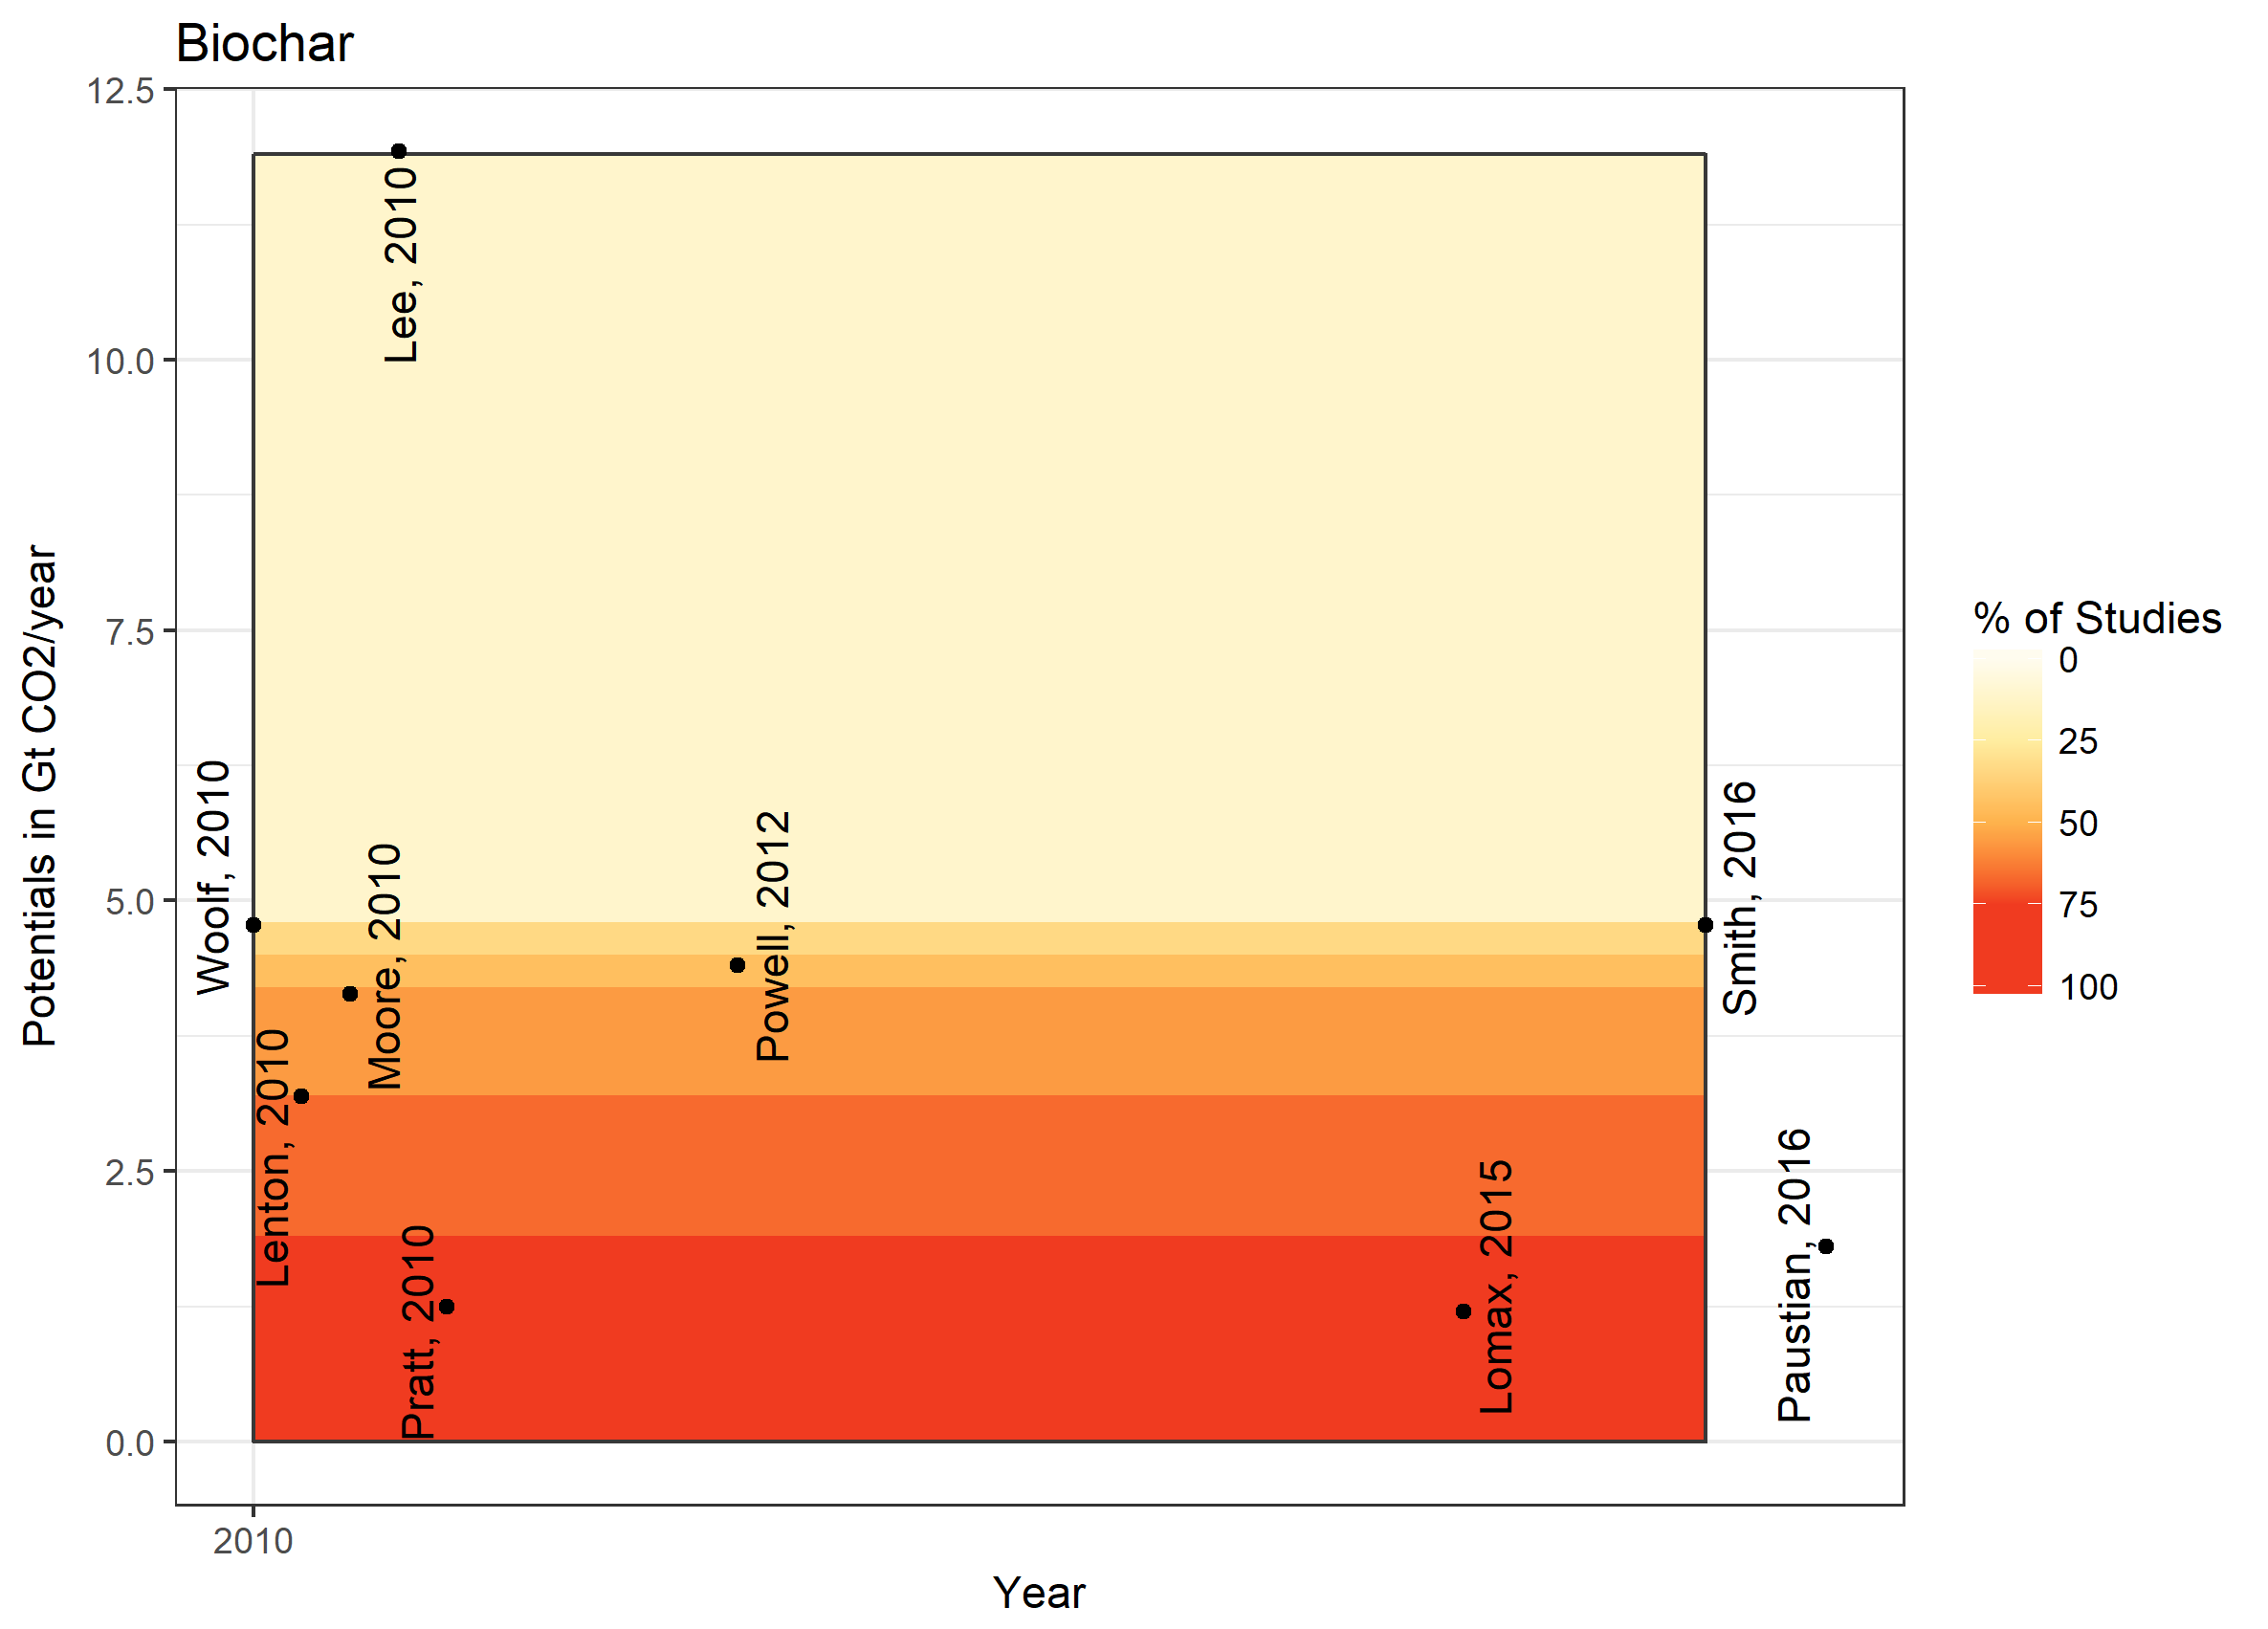 Biochar
12.5
10.0
7.5
5.0
2.5
0.0
Potentials in Gt CO2/year
Lee, 2010
Woolf, 2010
Moore, 2010
Lenton, 2010
Pratt, 2010
Powell, 2012
Lomax, 2015
Smith, 2016
Paustian, 2016
2010
Year
% of Studies
0
25
50
75
100